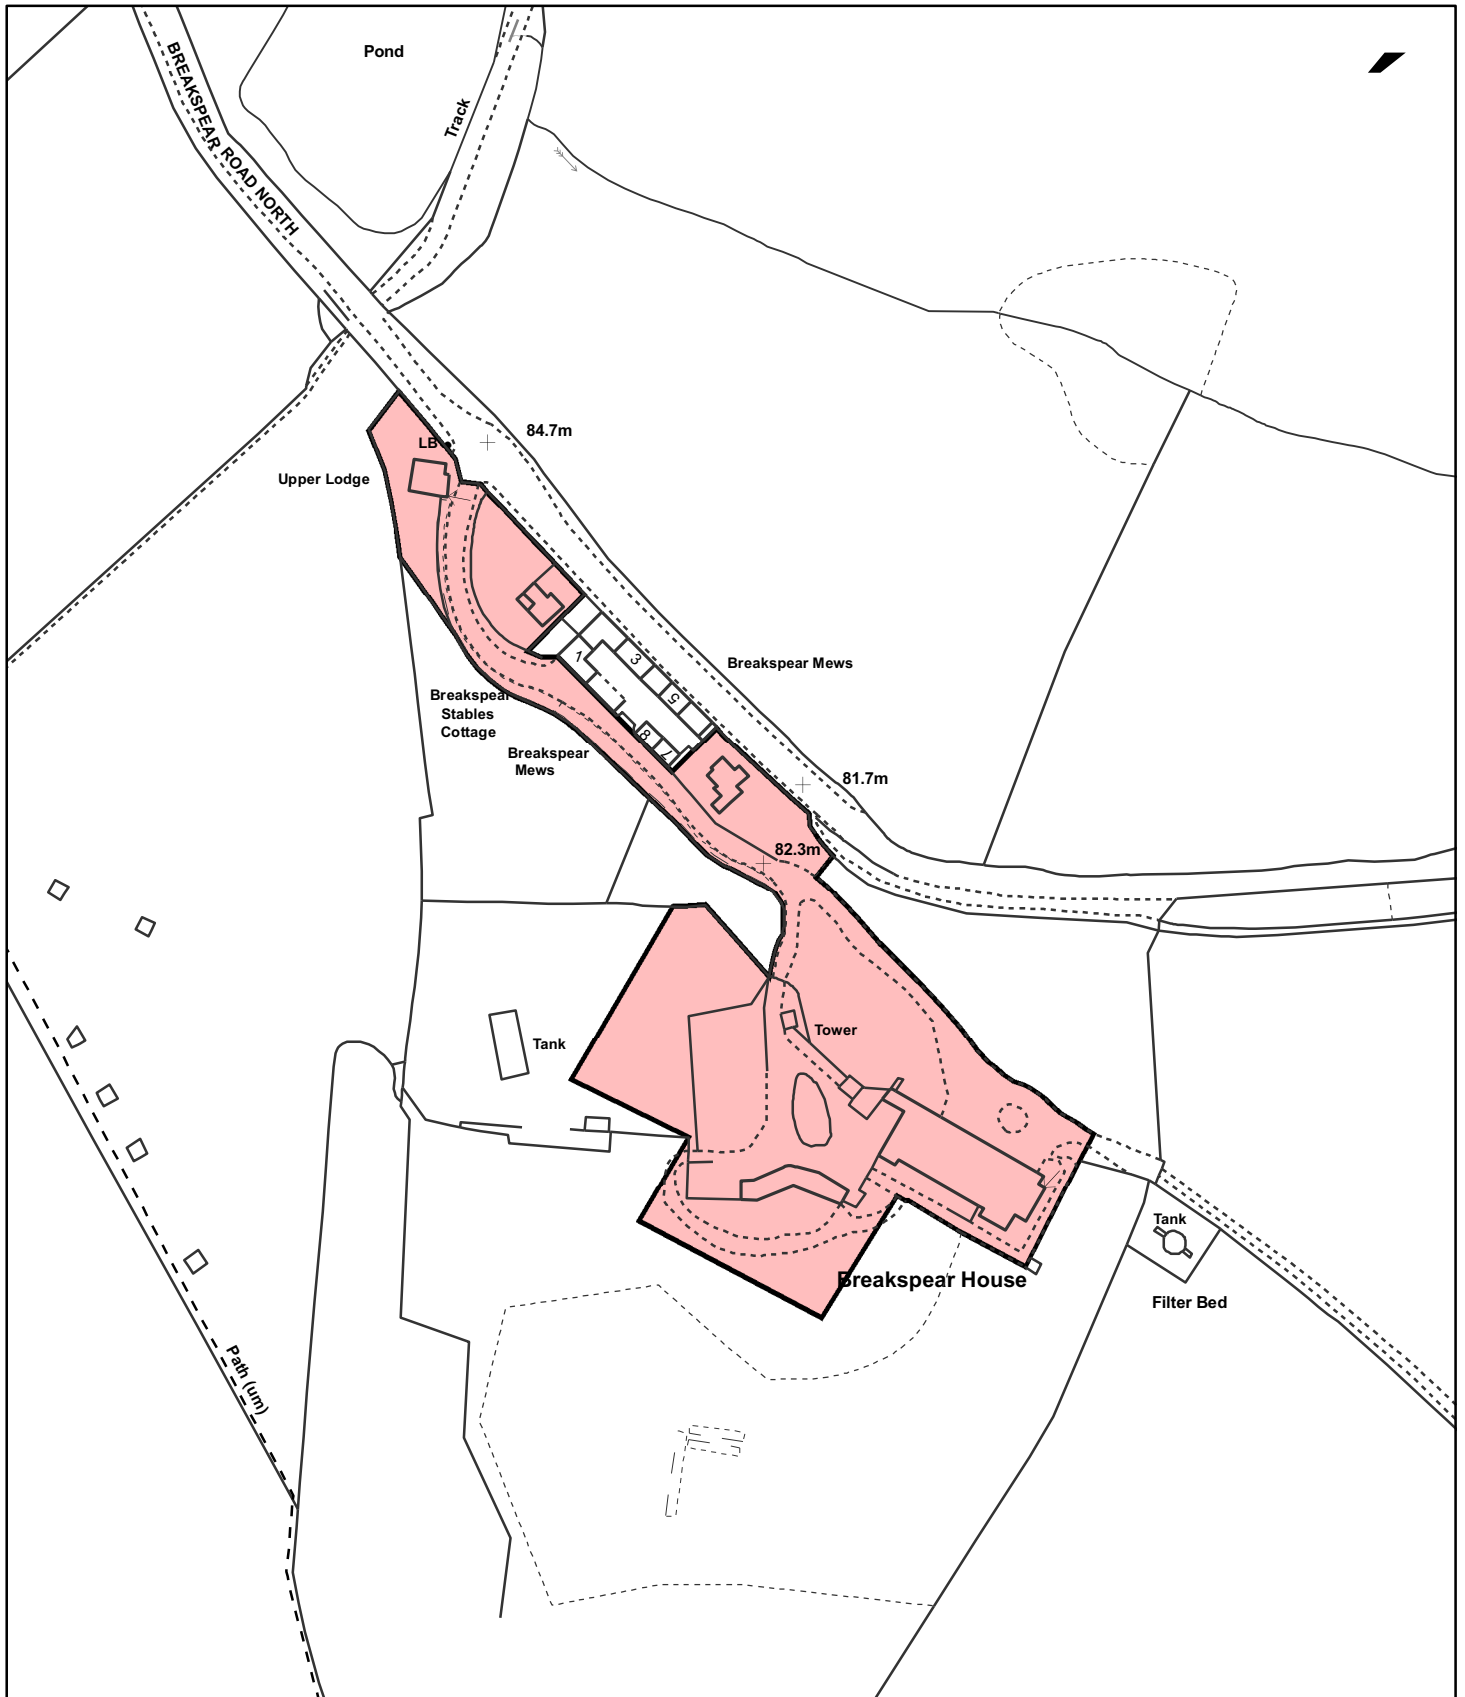 Pond
BREAKSPEAR ROAD NORTH
Track
84.7m
LB
Upper Lodge
1
3
Breakspear Mews
5
Breakspear
Stables
Cottage
8
7
Breakspear
Mews
81.7m
82.3m
Tower
Tank
Tank
Breakspear House
Filter Bed
Path (um)